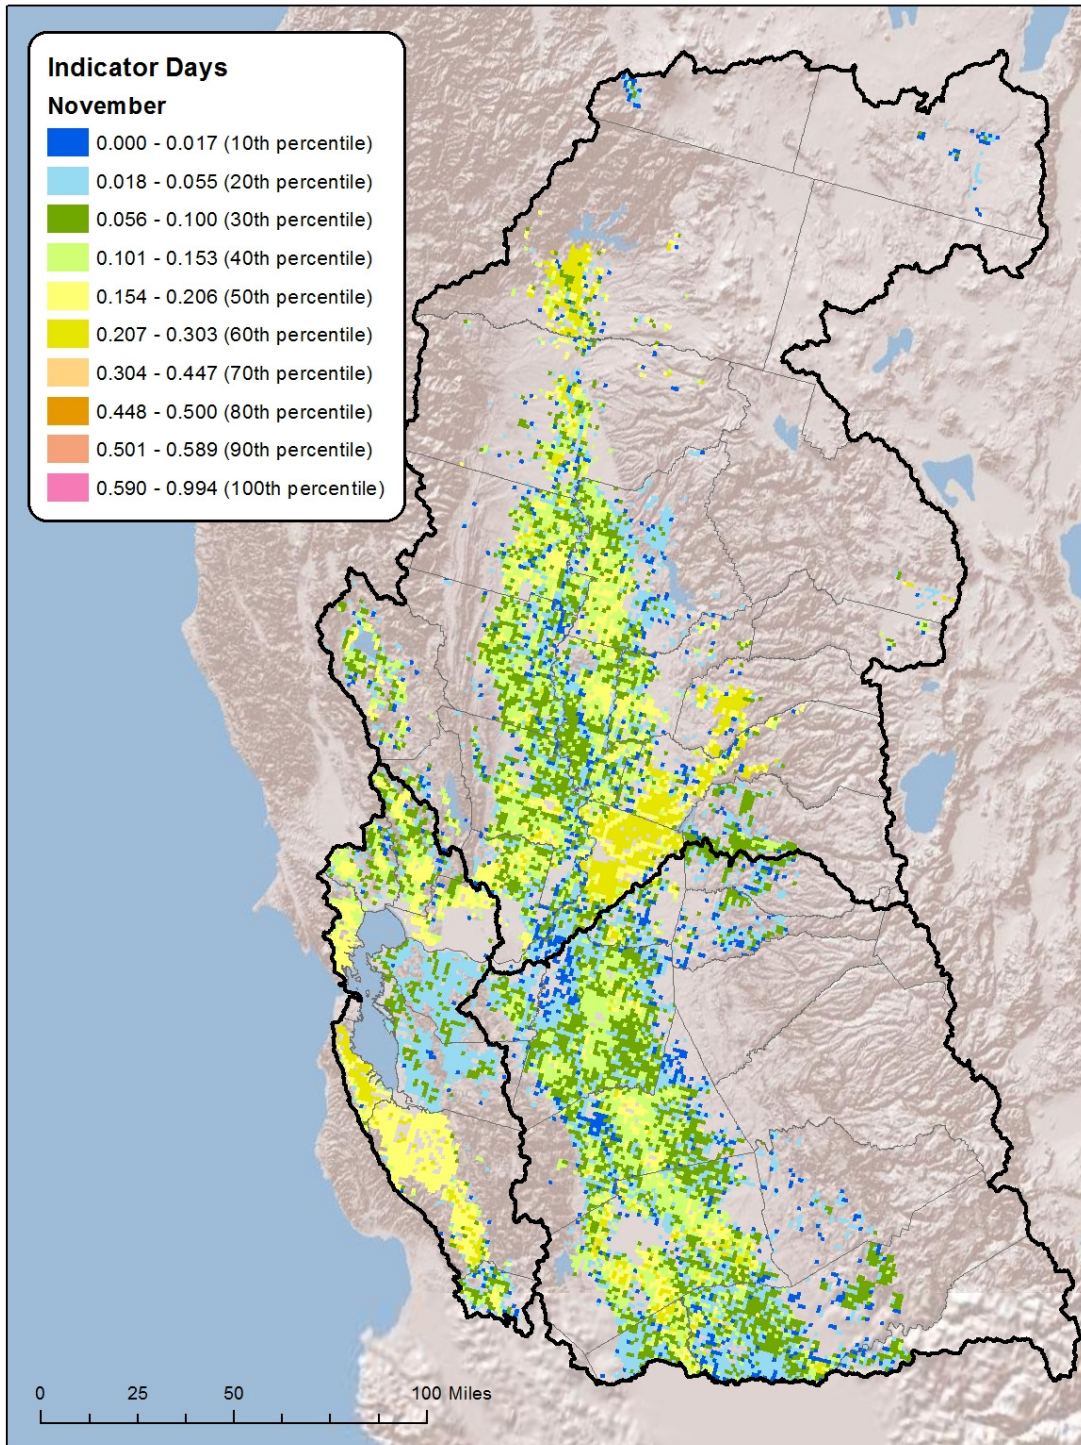 Indicator Days
November
0.000 - 0.017 (10th percentile)
0.018 - 0.055 (20th percentile)
0.056 - 0.100 (30th percentile)
0.101 - 0.153 (40th percentile)
0.154 - 0.206 (50th percentile)
0.207 - 0.303 (60th percentile)
0.304 - 0.447 (70th percentile)
0.448 - 0.500 (80th percentile)
0.501 - 0.589 (90th percentile)
0.590 - 0.994 (100th percentile)
0 25 50 100 Miles